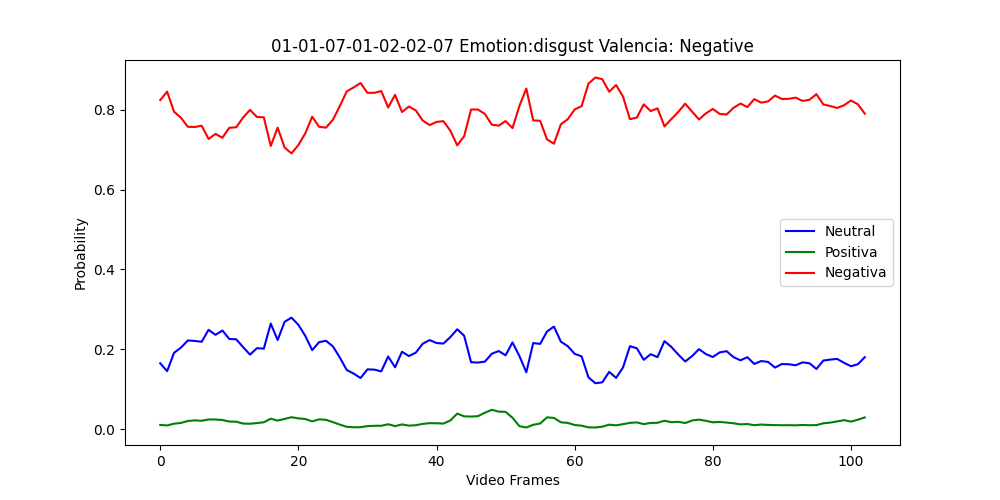 01-01-07-01-02-02-07 Emotion:disgust Valencia: Negative
Probability
0.8
0.6
0.4
0.2
0.0
Neutral
Positiva
Negativa
0 20 40 60 80 100
Video Frames